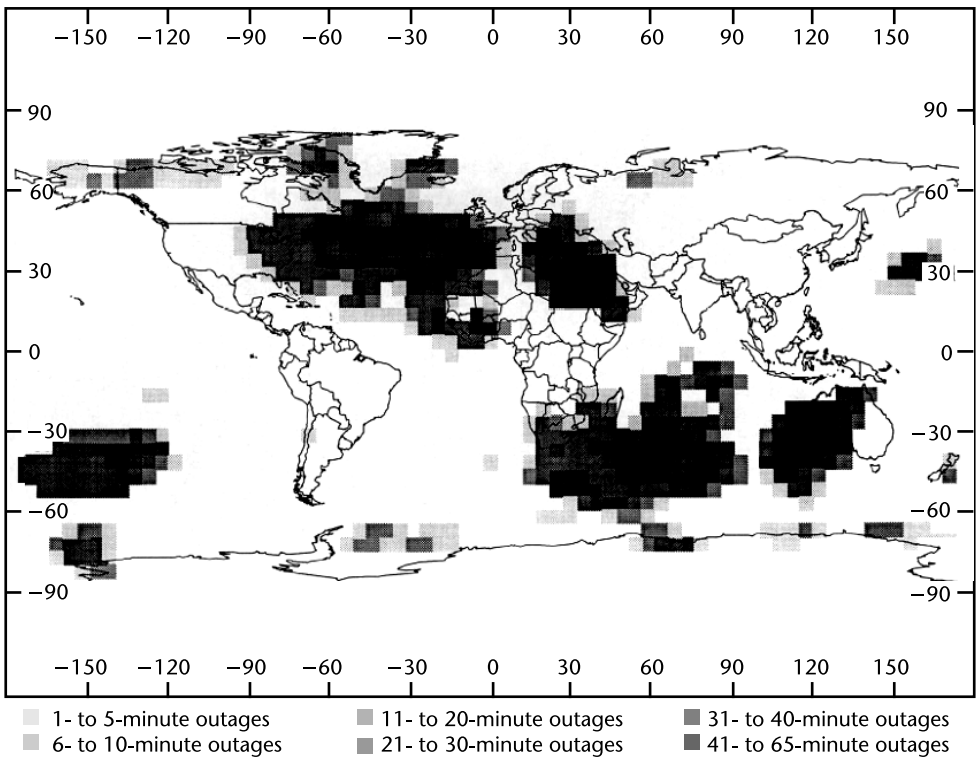 −150 −120 −90 −60 −30 0 30 60 90 120 150
90 90
60 60
30 30
0 0
−30 −30
−60 −60
−90 −90
−150 −120 −90 −60 −30 0 30 60 90 120 150
1- to 5-minute outages 11- to 20-minute outages 31- to 40-minute outages
6- to 10-minute outages 21- to 30-minute outages 41- to 65-minute outages